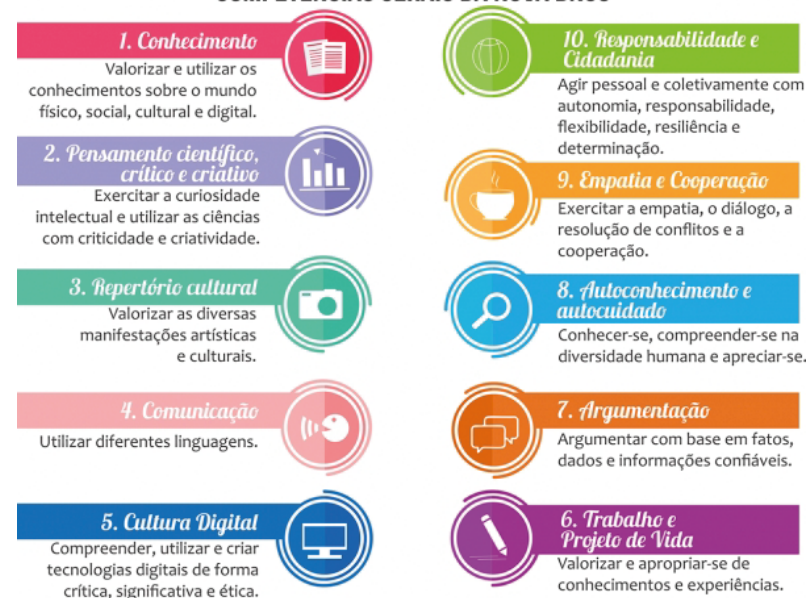 1. Conhecimento
Valorizar e utilizar os
conhecimentos sobre o mundo
físico, social, cultural e digital.
2. Pensamento científico,
crítico e criativo
Exercitar a curiosidade
intelectual e utilizar as ciências
com criticidade e criatividade.
3. Repertório cultural
Valorizar as diversas
manifestações artísticas
e culturais.
4. Comunicação
Utilizar diferentes linguagens.
5. Cultura Digital
Compreender, utilizar e criar
tecnologias digitais de forma
crítica, significativa e ética.
10. Responsabilidade e
Cidadania
Agir pessoal e coletivamente com
autonomia, responsabilidade,
flexibilidade, resiliência e
determinação.
9. Empatia e Cooperação
Exercitar a empatia, o diálogo, a
resolução de conflitos e a
cooperação.
8. Autoconhecimento e
autocuidado
Conhecer-se, compreender-se na
diversidade humana e apreciar-se.
7. Argumentação
Argumentar com base em fatos,
dados e informações confiáveis.
6. Trabalho e
Projeto de Vida
Valorizar e apropriar-se de
conhecimentos e experiências.